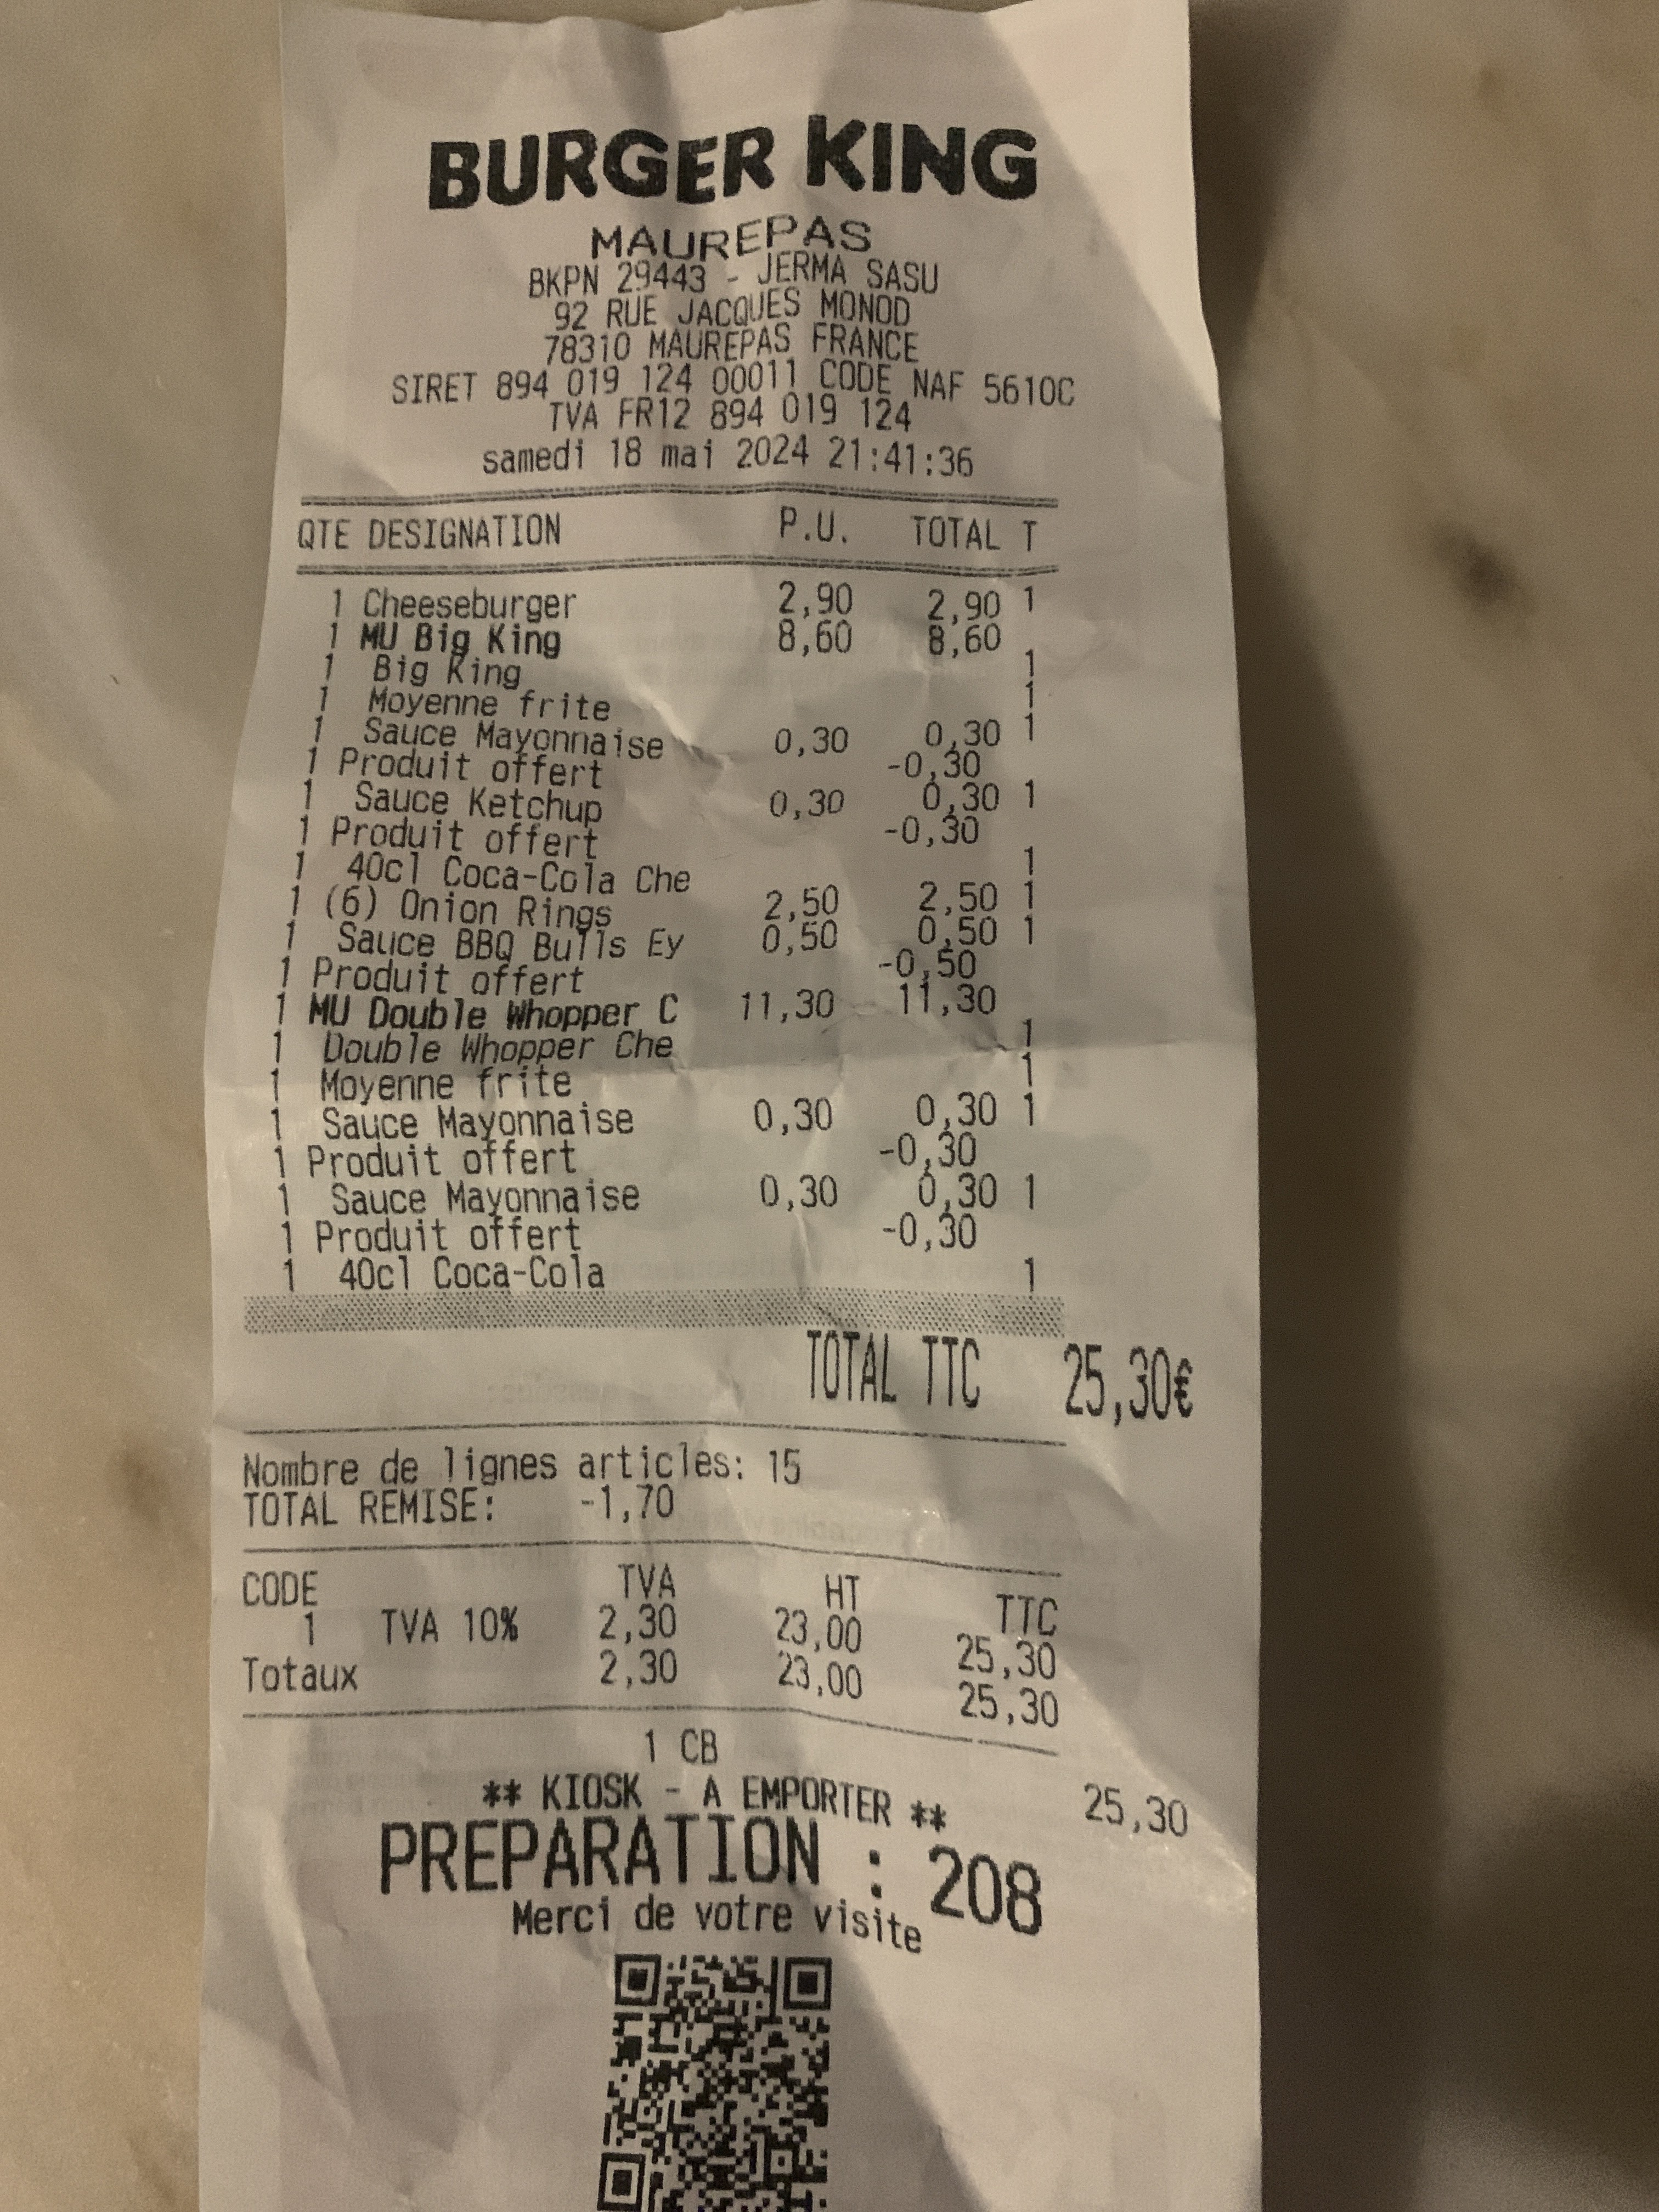 BURGER KING
MAUREPAS
BKPN 29443 - JERMA SASU
92 RUE JACQUES MONOD
78310 MAUREPAS FRANCE
SIRET 894 019 124 00011 CODE NAF 5610C
TVA FR12 894 019 124
samedi 18 mai 2024 21:41:36
QTE DESIGNATION P.U. TOTAL T
1 Cheeseburger 2,90 2,90 1
1 MU Big King 8,60 8,60
1 Big King 1
1 Moyenne frite 1
1 Sauce Mayonnaise 0,30 0,30 1
1 Produit offert -0,30
1 Sauce Ketchup 0,30 0,30 1
1 Produit offert -0,30
1 40cl Coca-Cola Che 1
1 (6) Onion Rings 2,50 2,50 1
1 Sauce BBQ Bulls Ey 0,50 0,50 1
1 Produit offert -0,50
1 MU Double Whopper C 11,30 11,30
1 Double Whopper Che 1
1 Moyenne frite 1
1 Sauce Mayonnaise 0,30 0,30 1
1 Produit offert -0,30
1 Sauce Mayonnaise 0,30 0,30 1
1 Produit offert -0,30
1 40cl Coca-Cola 1
TOTAL TTC 25,30€
Nombre de lignes articles: 15
TOTAL REMISE: -1,70
CODE TVA HT TTC
1 TVA 10% 2,30 23,00 25,30
Totaux 2,30 23,00 25,30
1 CB 25,30
** KIOSK - A EMPORTER **
PREPARATION : 208
Merci de votre visite